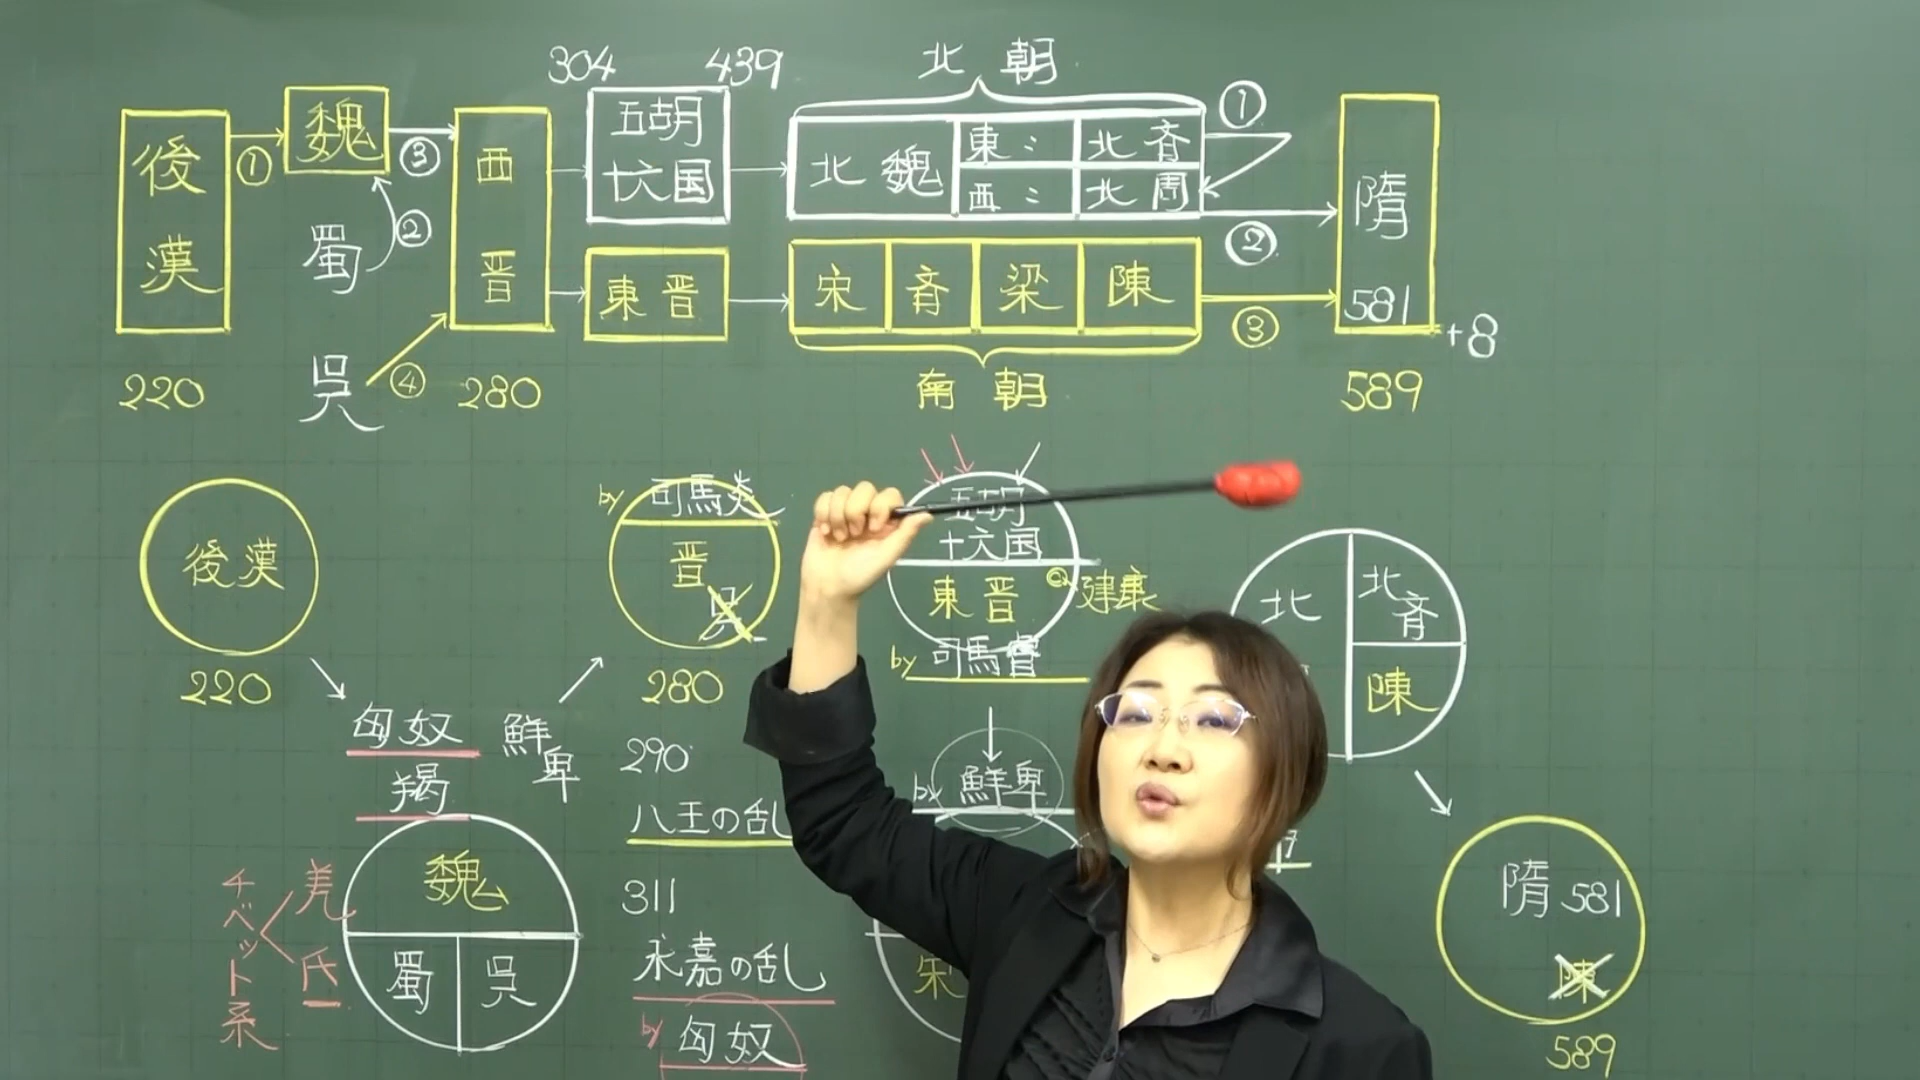 304 439 北朝
後漢 ① 魏 ③ 西晋 五胡十六国 北魏 東〃 北斉 ① 隋 581
蜀 ② 西〃 北周 ②
呉 ④ 東晋 宋 斉 梁 陳 ③ +8
220 280 南朝 589
後漢
220
匈奴 鮮卑
羯
魏
蜀 呉
チベット系
羌
氐
by 司馬炎
晋
呉
280
290
八王の乱
311
永嘉の乱
by 匈奴
五胡
十六国
東晋 ◎建康
by 司馬睿
by 鮮卑
宋
北 北斉
陳
隋 581
陳
589